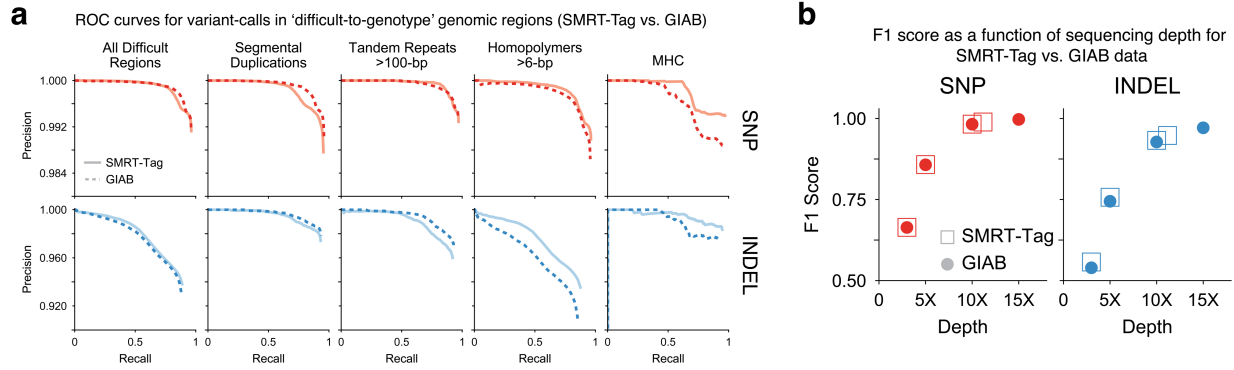 a
ROC curves for variant-calls in ‘difficult-to-genotype’ genomic regions (SMRT-Tag vs. GIAB)
All Difficult
Regions
Segmental
Duplications
Tandem Repeats
>100-bp
Homopolymers
>6-bp
MHC
1.000
0.992
0.984
Precision
SMRT-Tag
GIAB
SNP
1.000
0.960
0.920
Precision
INDEL
0 0.5 1
0 0.5 1
0 0.5 1
0 0.5 1
0 0.5 1
Recall
Recall
Recall
Recall
Recall
b
F1 score as a function of sequencing depth for
SMRT-Tag vs. GIAB data
SNP
INDEL
1.00
0.75
0.50
F1 Score
SMRT-Tag
GIAB
0 5X 10X 15X
0 5X 10X 15X
Depth
Depth